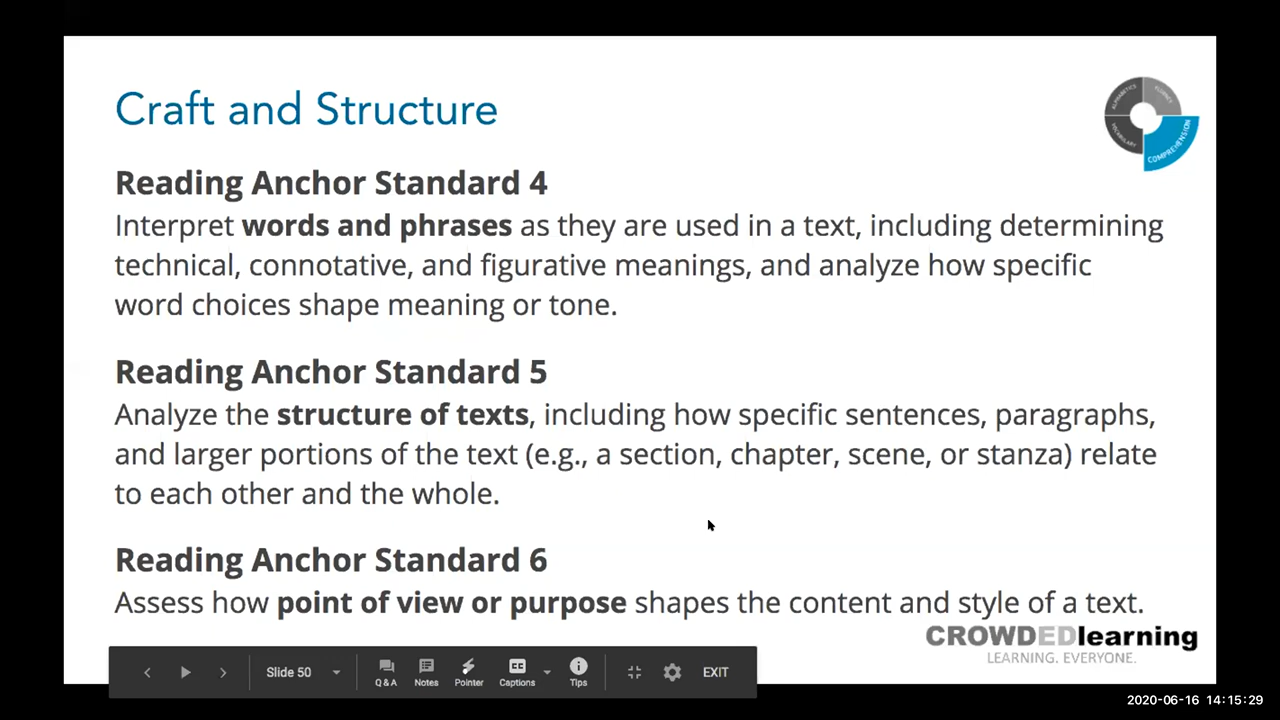 Craft and Structure
ALPHABETICS
FLUENCY
VOCABULARY
COMPREHENSION
Reading Anchor Standard 4
Interpret words and phrases as they are used in a text, including determining
technical, connotative, and figurative meanings, and analyze how specific
word choices shape meaning or tone.
Reading Anchor Standard 5
Analyze the structure of texts, including how specific sentences, paragraphs,
and larger portions of the text (e.g., a section, chapter, scene, or stanza) relate
to each other and the whole.
Reading Anchor Standard 6
Assess how point of view or purpose shapes the content and style of a text.
CROWDEDlearning
LEARNING. EVERYONE.
Slide 50
Q & A
Notes
Pointer
CC
Captions
Tips
EXIT
2020-06-16 14:15:29